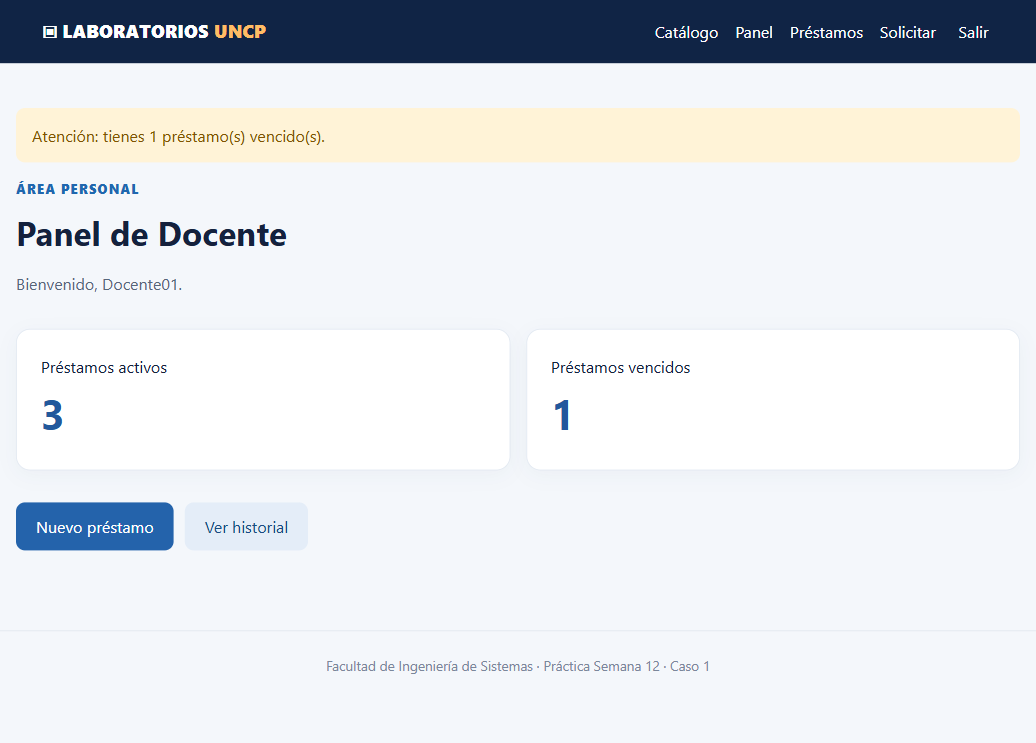 LABORATORIOS UNCP
Catálogo Panel Préstamos Solicitar Salir
Atención: tienes 1 préstamo(s) vencido(s).
ÁREA PERSONAL
Panel de Docente
Bienvenido, Docente01.
Préstamos activos
3
Préstamos vencidos
1
Nuevo préstamo
Ver historial
Facultad de Ingeniería de Sistemas · Práctica Semana 12 · Caso 1